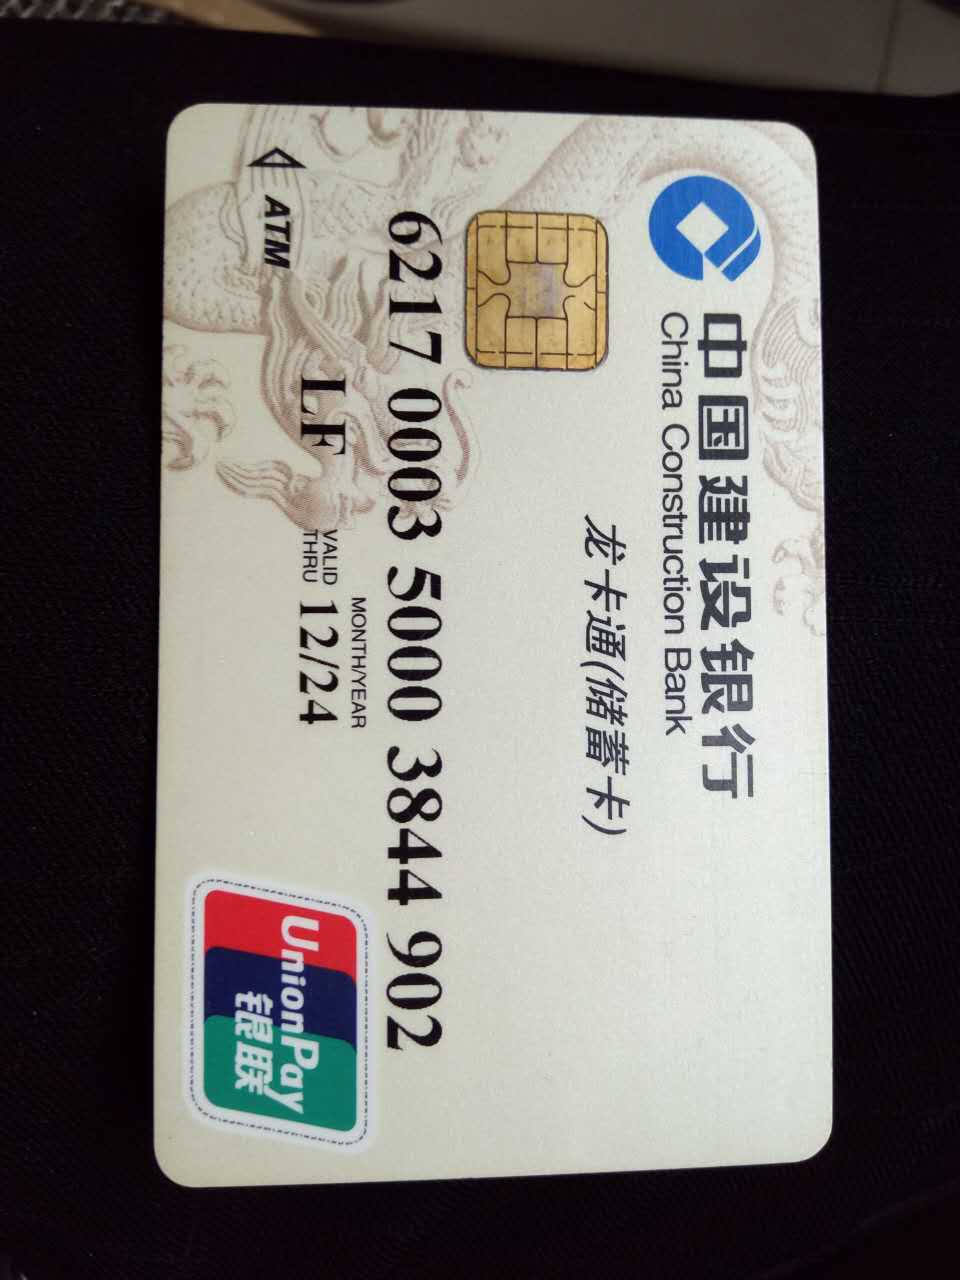 中国建设银行
China Construction Bank
龙卡通(储蓄卡)
6217 0003 5000 3844 902
MONTH/YEAR
LF VALID THRU 12/24
ATM
UnionPay
银联